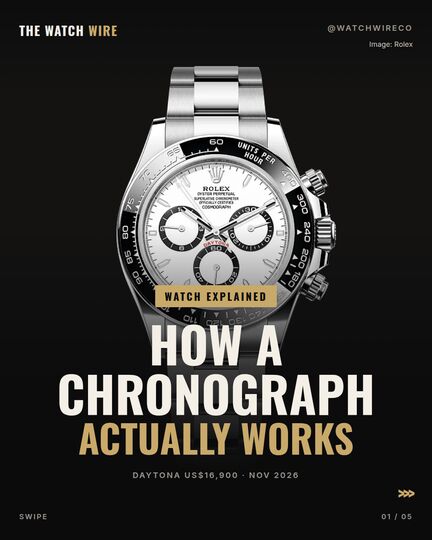 THE WATCH WIRE
@WATCHWIRECO
Image: Rolex
60
UNITS PER
HOUR
ROLEX
OYSTER PERPETUAL
SUPERLATIVE CHRONOMETER
OFFICIALLY CERTIFIED
COSMOGRAPH
DAYTONA
WATCH EXPLAINED
HOW A
CHRONOGRAPH
ACTUALLY WORKS
DAYTONA US$16,900 · NOV 2026
SWIPE
01 / 05